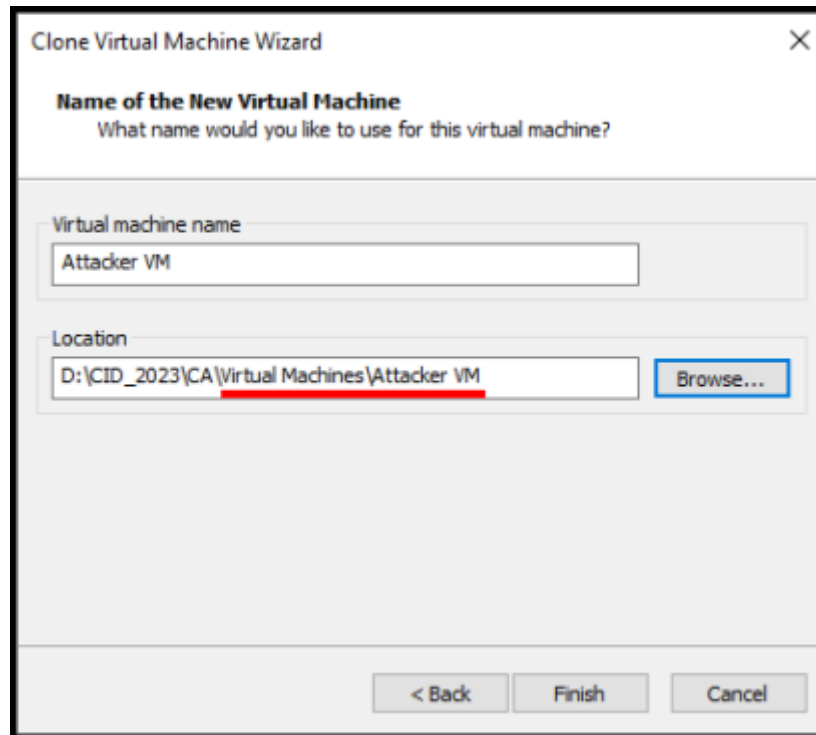 Clone Virtual Machine Wizard
Name of the New Virtual Machine
What name would you like to use for this virtual machine?
Virtual machine name
Attacker VM
Location
D:\CID_2023\CA\Virtual Machines\Attacker VM
Browse...
< Back
Finish
Cancel